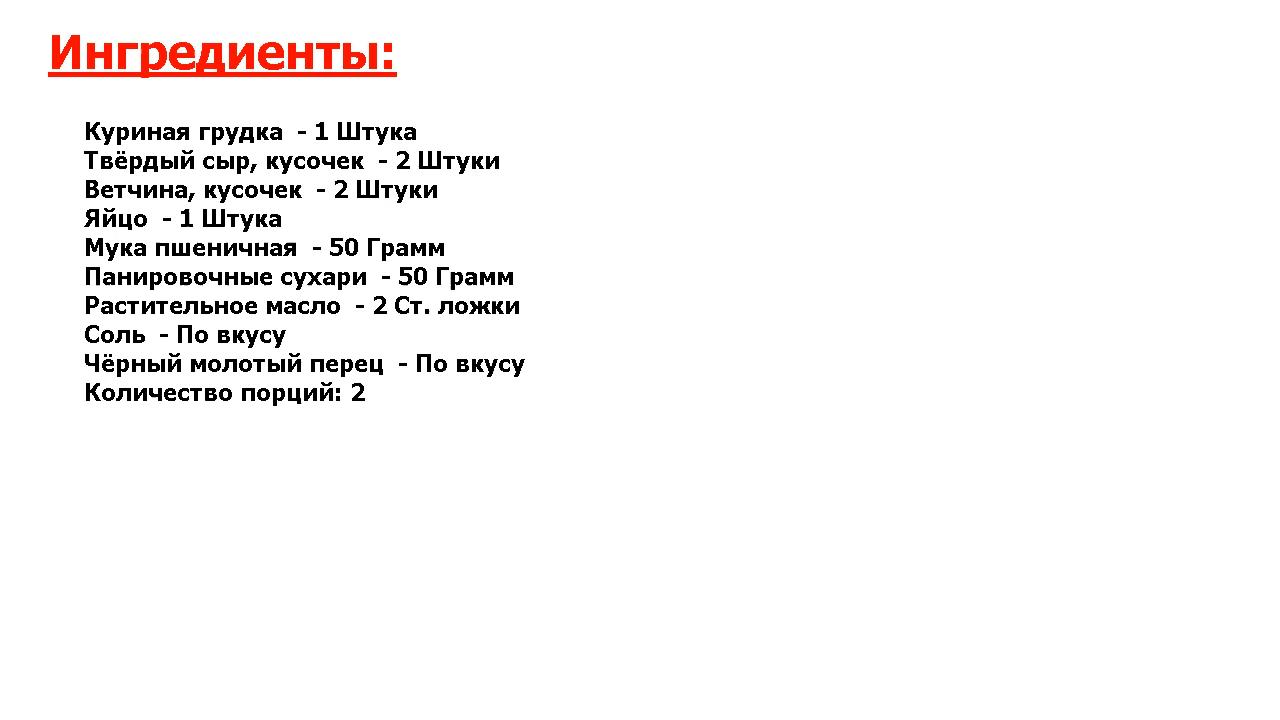 Ингредиенты:
Куриная грудка  - 1 Штука
Твёрдый сыр, кусочек  - 2 Штуки
Ветчина, кусочек  - 2 Штуки
Яйцо  - 1 Штука
Мука пшеничная  - 50 Грамм
Панировочные сухари  - 50 Грамм
Растительное масло  - 2 Ст. ложки
Соль  - По вкусу
Чёрный молотый перец  - По вкусу
Количество порций: 2